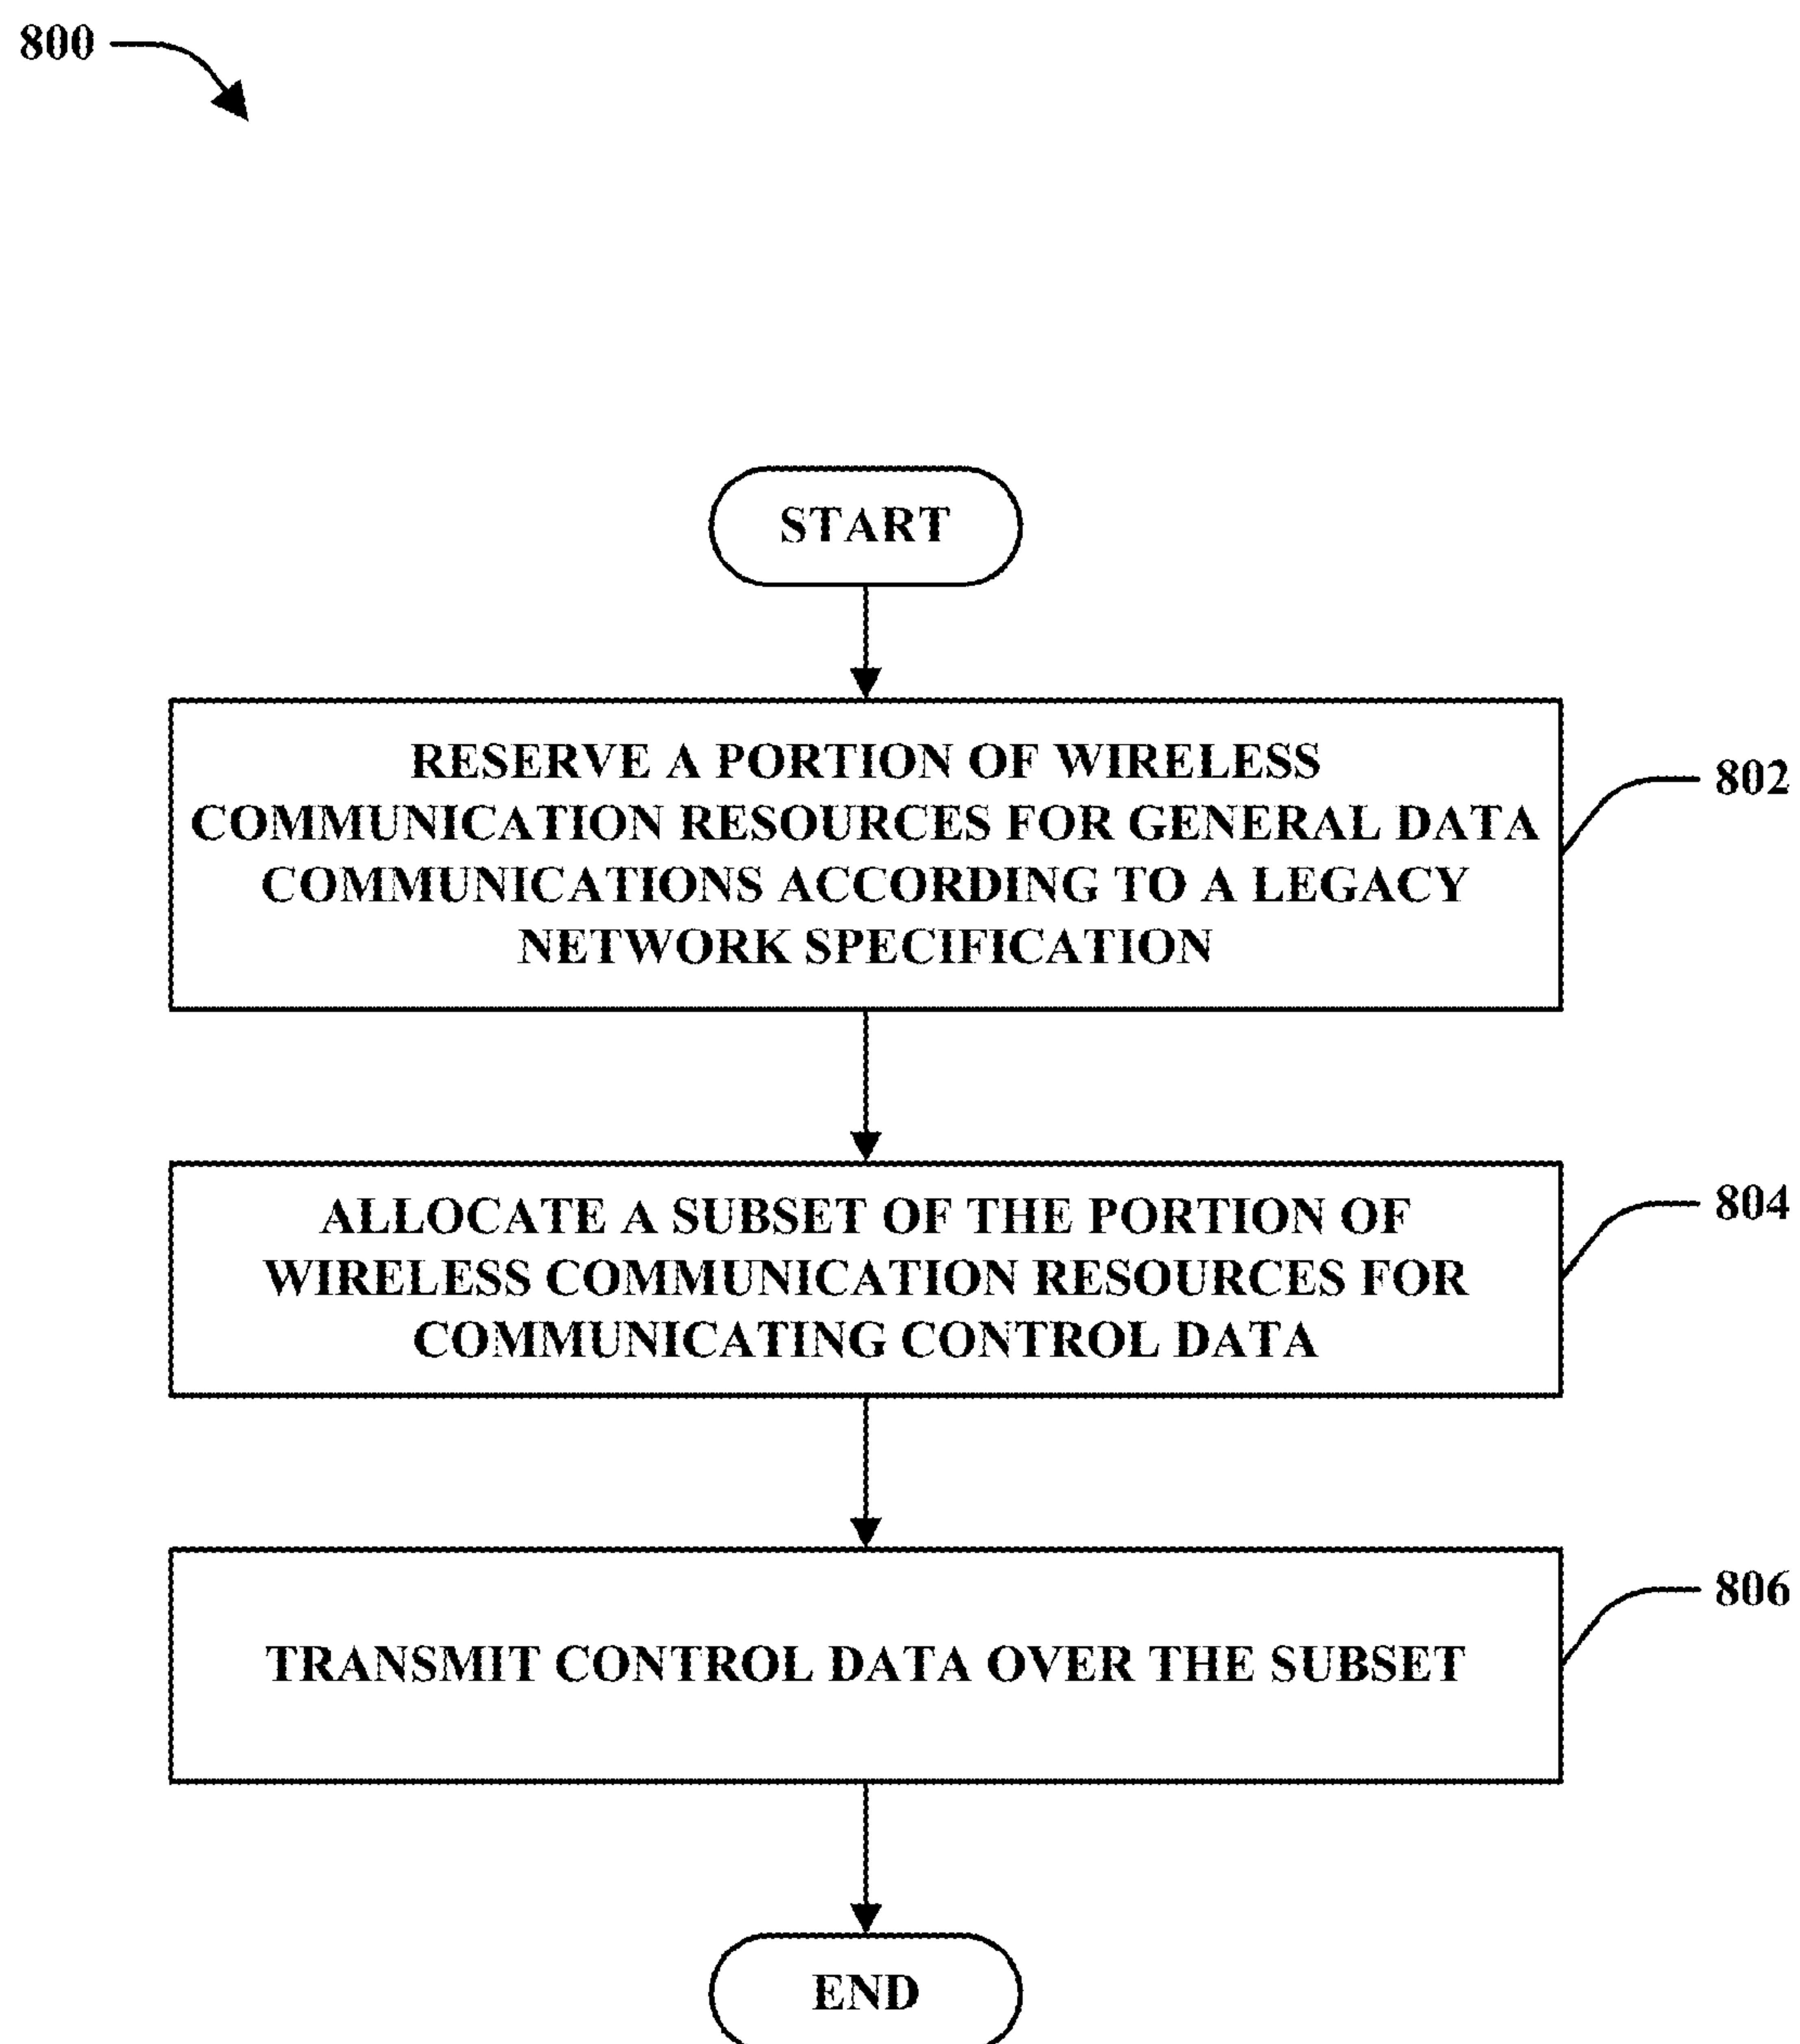 800
START
RESERVE A PORTION OF WIRELESS
COMMUNICATION RESOURCES FOR GENERAL DATA
COMMUNICATIONS ACCORDING TO A LEGACY
NETWORK SPECIFICATION
802
ALLOCATE A SUBSET OF THE PORTION OF
WIRELESS COMMUNICATION RESOURCES FOR
COMMUNICATING CONTROL DATA
804
TRANSMIT CONTROL DATA OVER THE SUBSET
806
END